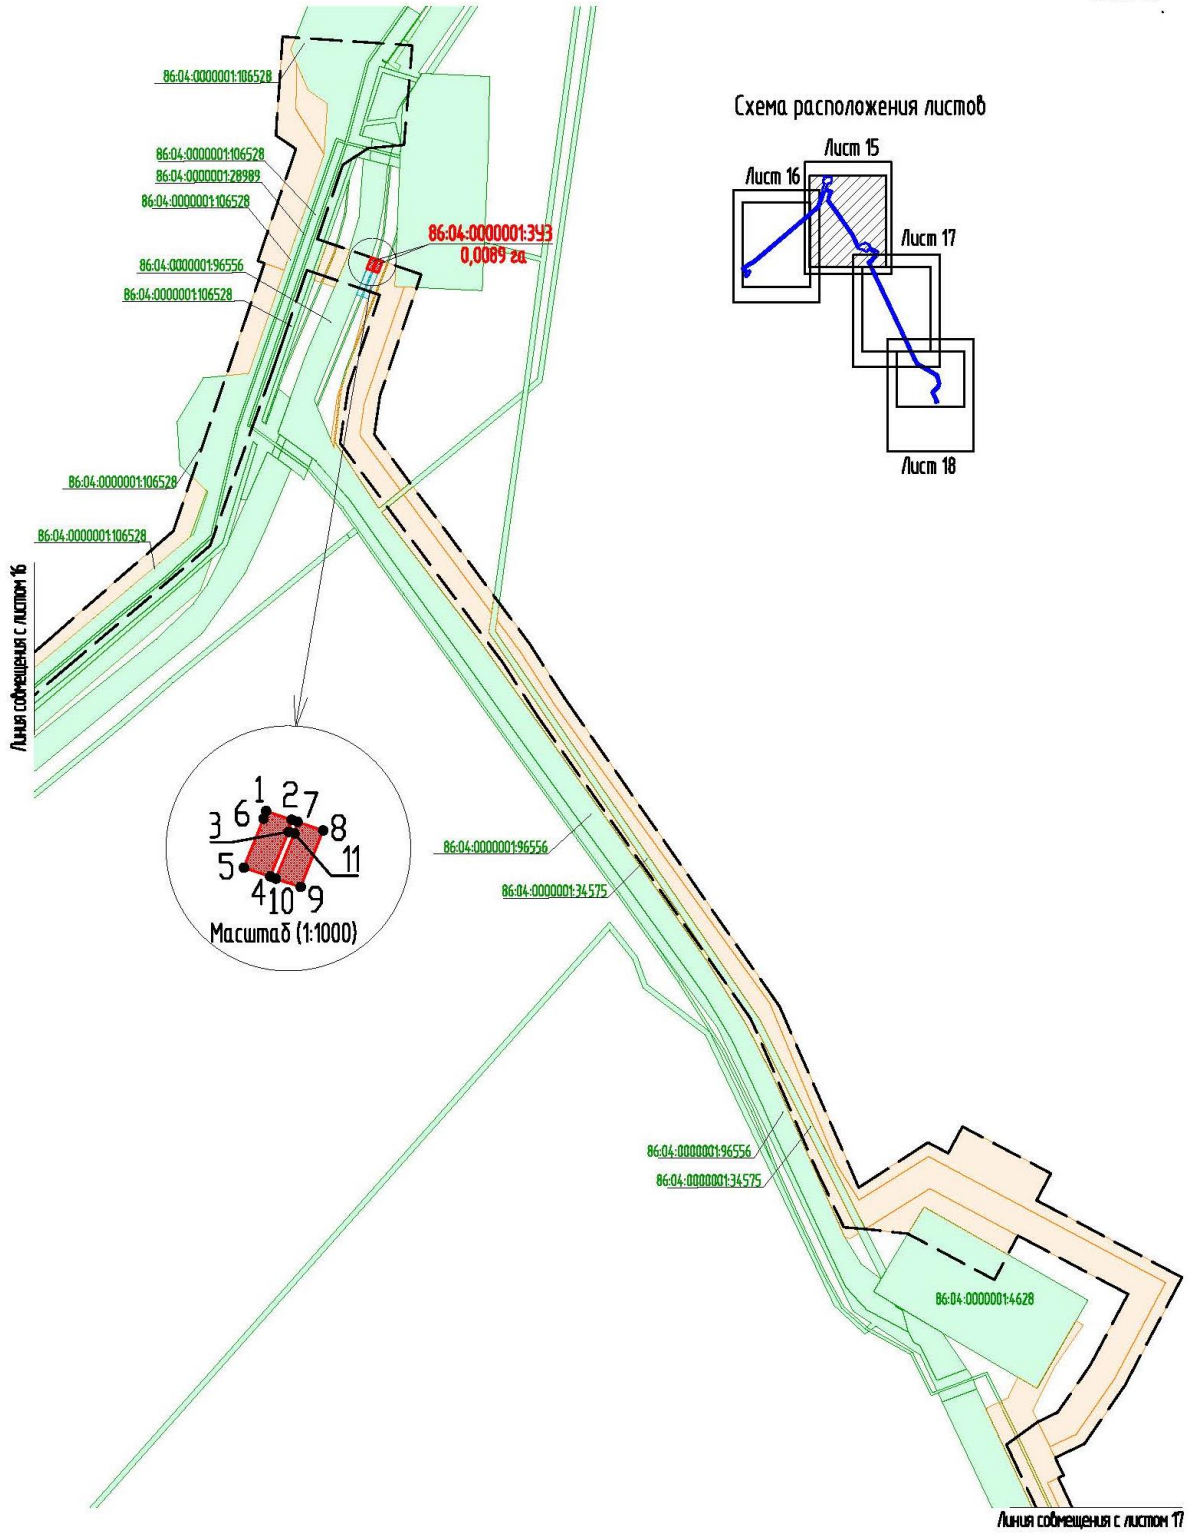 86:04:0000001:106528
Схема расположения листов
Лист 15
86:04:0000001:106528
86:04:0000001:28989
Лист 16
86:04:0000001:106528
86:04:0000001:ЗУ3
0,0089 га
Лист 17
86:04:0000001:96556
86:04:0000001:106528
Лист 18
86:04:0000001:106528
86:04:0000001:106528
Линия совмещения с листом 16
1
2
7
6
3
8
11
5
4
10
9
Масштаб (1:1000)
86:04:0000001:96556
86:04:0000001:34575
86:04:0000001:96556
86:04:0000001:34575
86:04:0000001:4628
Линия совмещения с листом 17